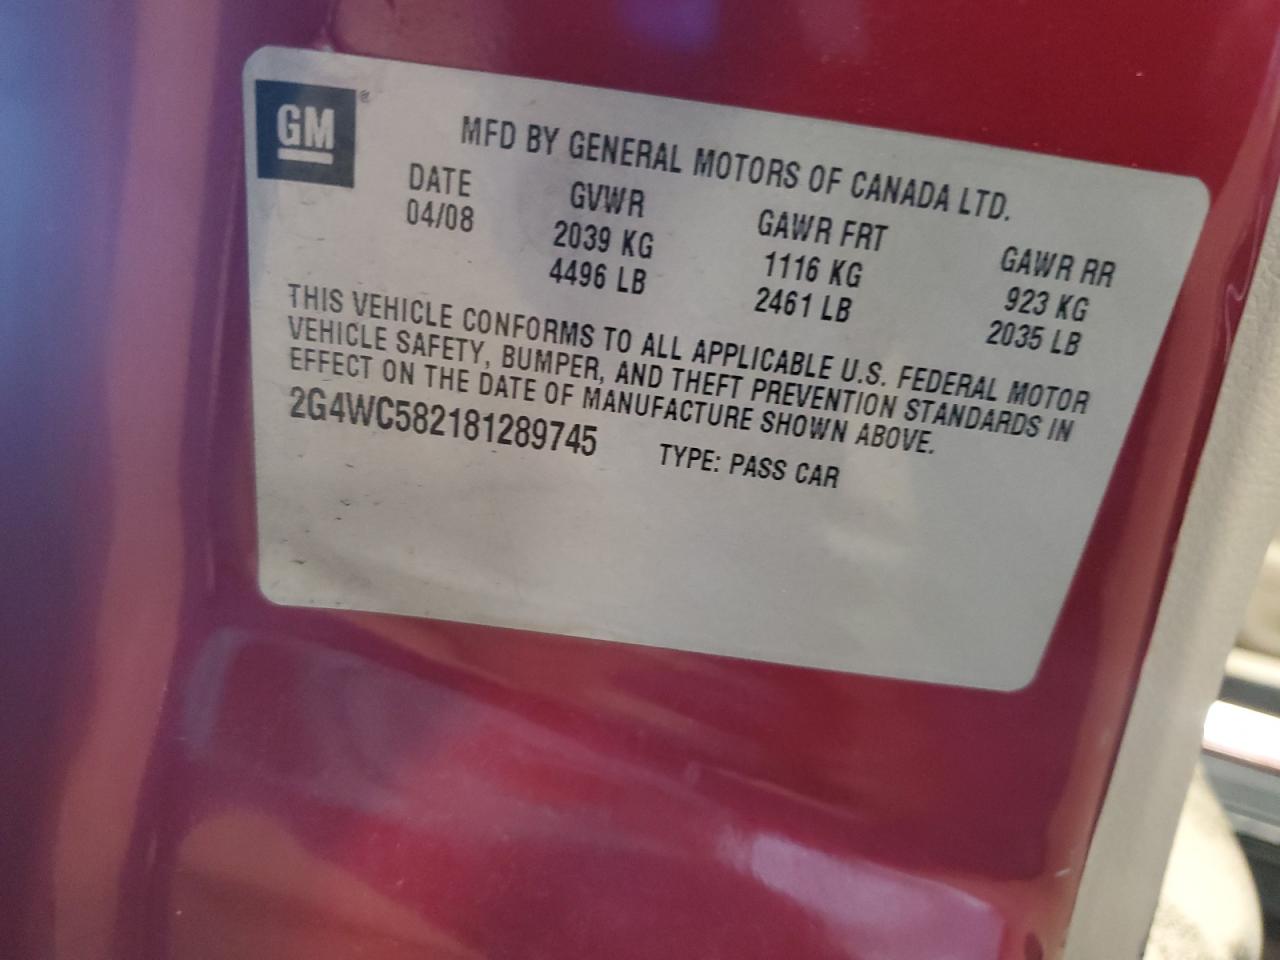 GM®
MFD BY GENERAL MOTORS OF CANADA LTD.
DATE GVWR GAWR FRT GAWR RR
04/08 2039 KG 1116 KG 923 KG
4496 LB 2461 LB 2035 LB
THIS VEHICLE CONFORMS TO ALL APPLICABLE U.S. FEDERAL MOTOR
VEHICLE SAFETY, BUMPER, AND THEFT PREVENTION STANDARDS IN
EFFECT ON THE DATE OF MANUFACTURE SHOWN ABOVE.
2G4WC582181289745 TYPE: PASS CAR